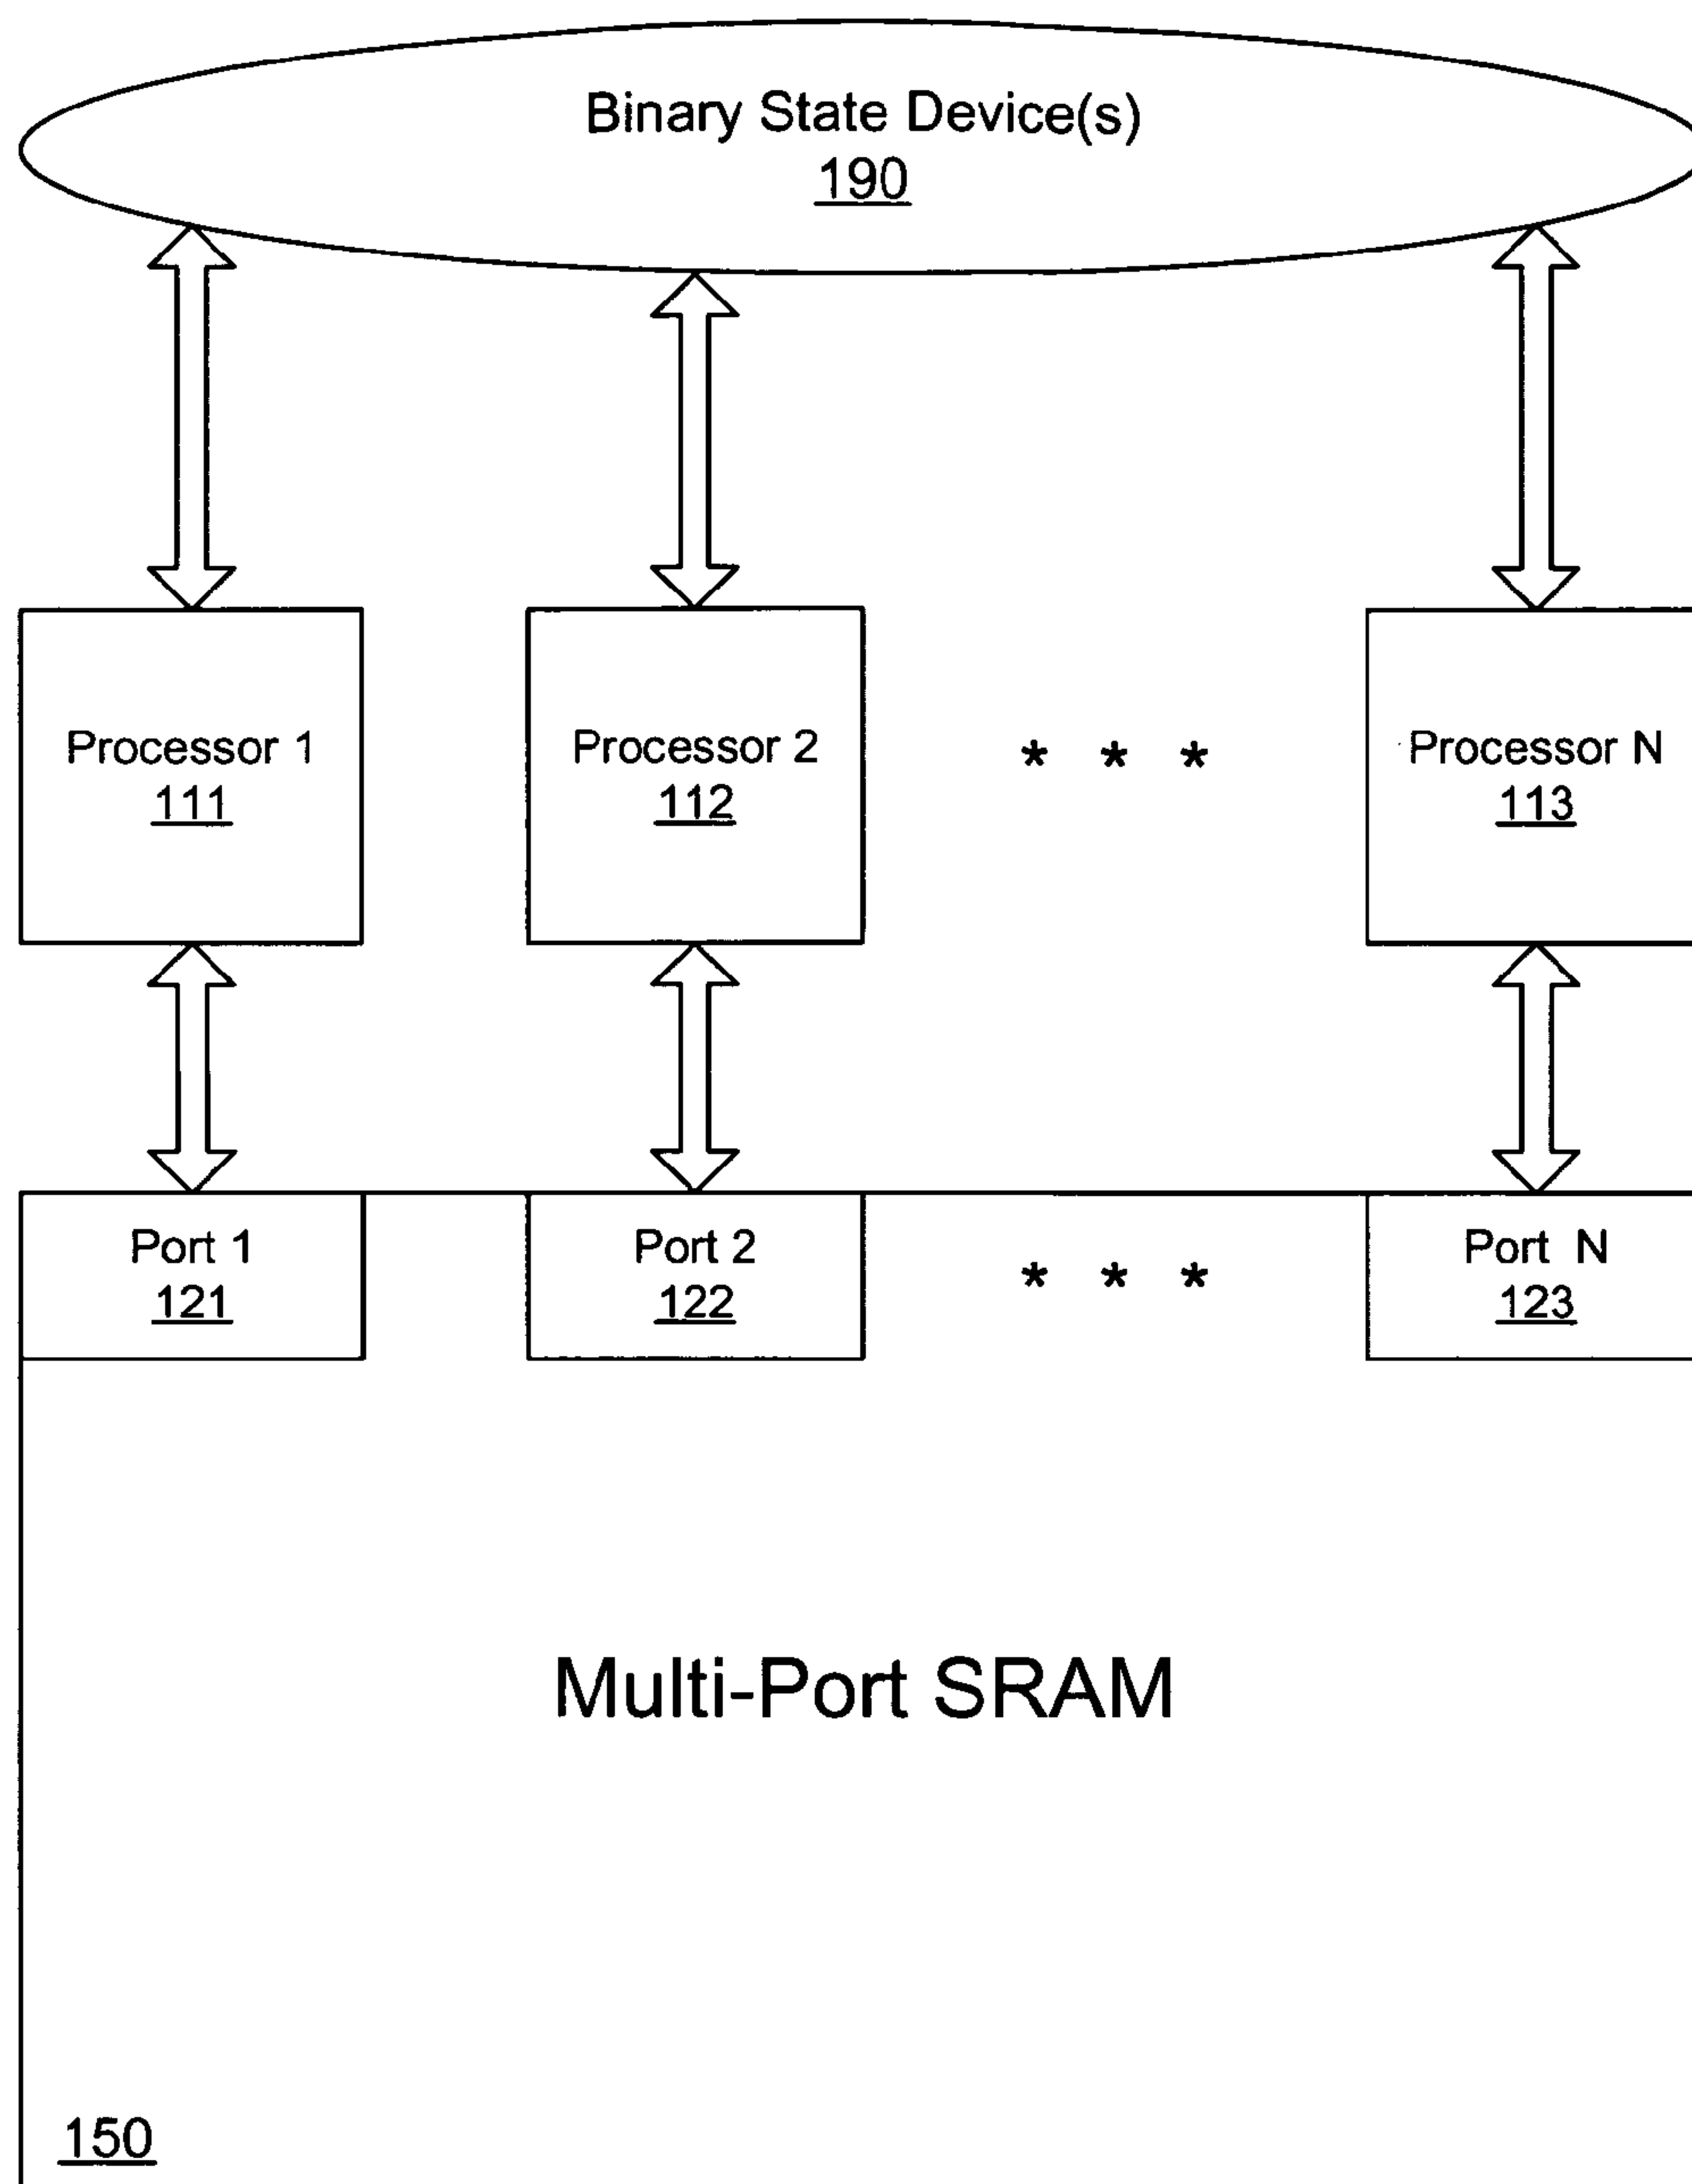 Binary State Device(s)
190
Processor 1
111
Processor 2
112
* * *
Processor N
113
Port 1
121
Port 2
122
* * *
Port N
123
Multi-Port SRAM
150